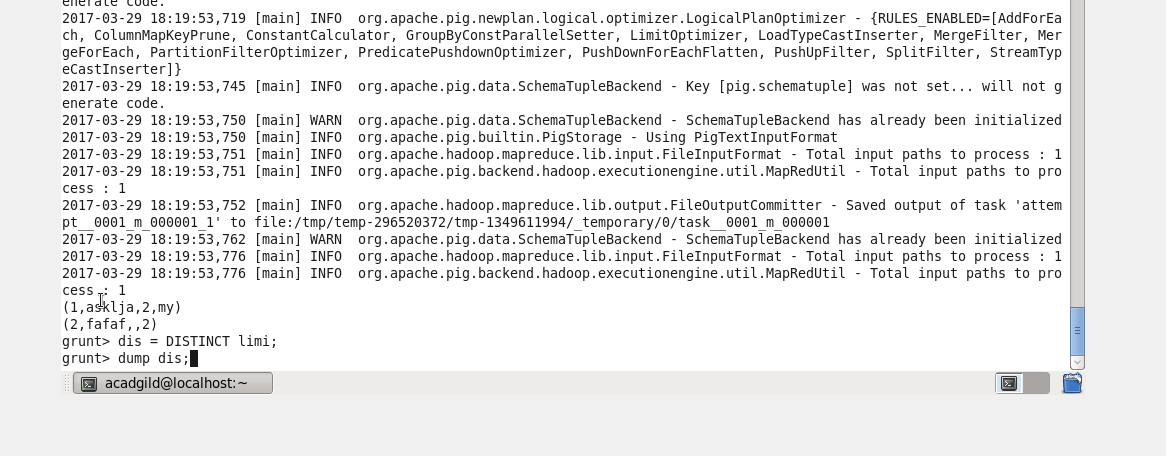 enerate code.
2017-03-29 18:19:53,719 [main] INFO  org.apache.pig.newplan.logical.optimizer.LogicalPlanOptimizer - {RULES_ENABLED=[AddForEa
ch, ColumnMapKeyPrune, ConstantCalculator, GroupByConstParallelSetter, LimitOptimizer, LoadTypeCastInserter, MergeFilter, Mer
geForEach, PartitionFilterOptimizer, PredicatePushdownOptimizer, PushDownForEachFlatten, PushUpFilter, SplitFilter, StreamTyp
eCastInserter]}
2017-03-29 18:19:53,745 [main] INFO  org.apache.pig.data.SchemaTupleBackend - Key [pig.schematuple] was not set... will not g
enerate code.
2017-03-29 18:19:53,750 [main] WARN  org.apache.pig.data.SchemaTupleBackend - SchemaTupleBackend has already been initialized
2017-03-29 18:19:53,750 [main] INFO  org.apache.pig.builtin.PigStorage - Using PigTextInputFormat
2017-03-29 18:19:53,751 [main] INFO  org.apache.hadoop.mapreduce.lib.input.FileInputFormat - Total input paths to process : 1
2017-03-29 18:19:53,751 [main] INFO  org.apache.pig.backend.hadoop.executionengine.util.MapRedUtil - Total input paths to pro
cess : 1
2017-03-29 18:19:53,752 [main] INFO  org.apache.hadoop.mapreduce.lib.output.FileOutputCommitter - Saved output of task 'attem
pt__0001_m_000001_1' to file:/tmp/temp-296520372/tmp-1349611994/_temporary/0/task__0001_m_000001
2017-03-29 18:19:53,762 [main] WARN  org.apache.pig.data.SchemaTupleBackend - SchemaTupleBackend has already been initialized
2017-03-29 18:19:53,776 [main] INFO  org.apache.hadoop.mapreduce.lib.input.FileInputFormat - Total input paths to process : 1
2017-03-29 18:19:53,776 [main] INFO  org.apache.pig.backend.hadoop.executionengine.util.MapRedUtil - Total input paths to pro
cess : 1
(1,asklja,2,my)
(2,fafaf,,2)
grunt> dis = DISTINCT limi;
grunt> dump dis;
acadgild@localhost:~